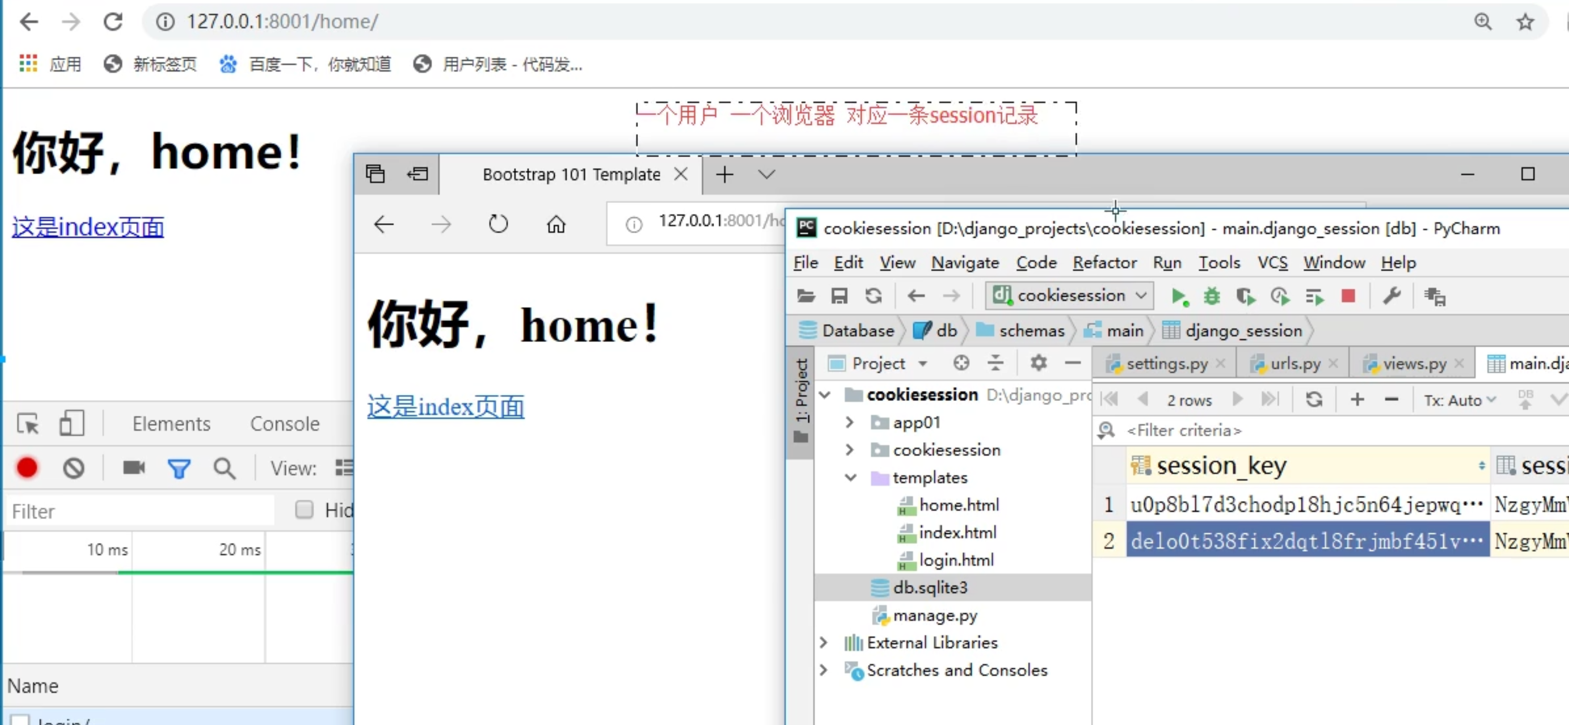 127.0.0.1:8001/home/
应用 新标签页 百度一下，你就知道 用户列表 - 代码发...
一个用户 一个浏览器 对应一条session记录
你好，home！
这是index页面
Bootstrap 101 Template
127.0.0.1:8001/ho
你好，home！
这是index页面
cookiesession [D:\django_projects\cookiesession] - main.django_session [db] - PyCharm
File Edit View Navigate Code Refactor Run Tools VCS Window Help
cookiesession
Database db schemas main django_session
1: Project
Project
settings.py urls.py views.py main.dja
cookiesession D:\django_pro
app01
cookiesession
templates
home.html
index.html
login.html
db.sqlite3
manage.py
External Libraries
Scratches and Consoles
2 rows Tx: Auto DB
<Filter criteria>
session_key sessi
1 u0p8bl7d3chodp18hjc5n64jepwq… NzgyMm
2 delo0t538fix2dqtl8frjmbf451v… NzgyMm
Elements Console
View:
Filter Hid
10 ms 20 ms
Name
login/